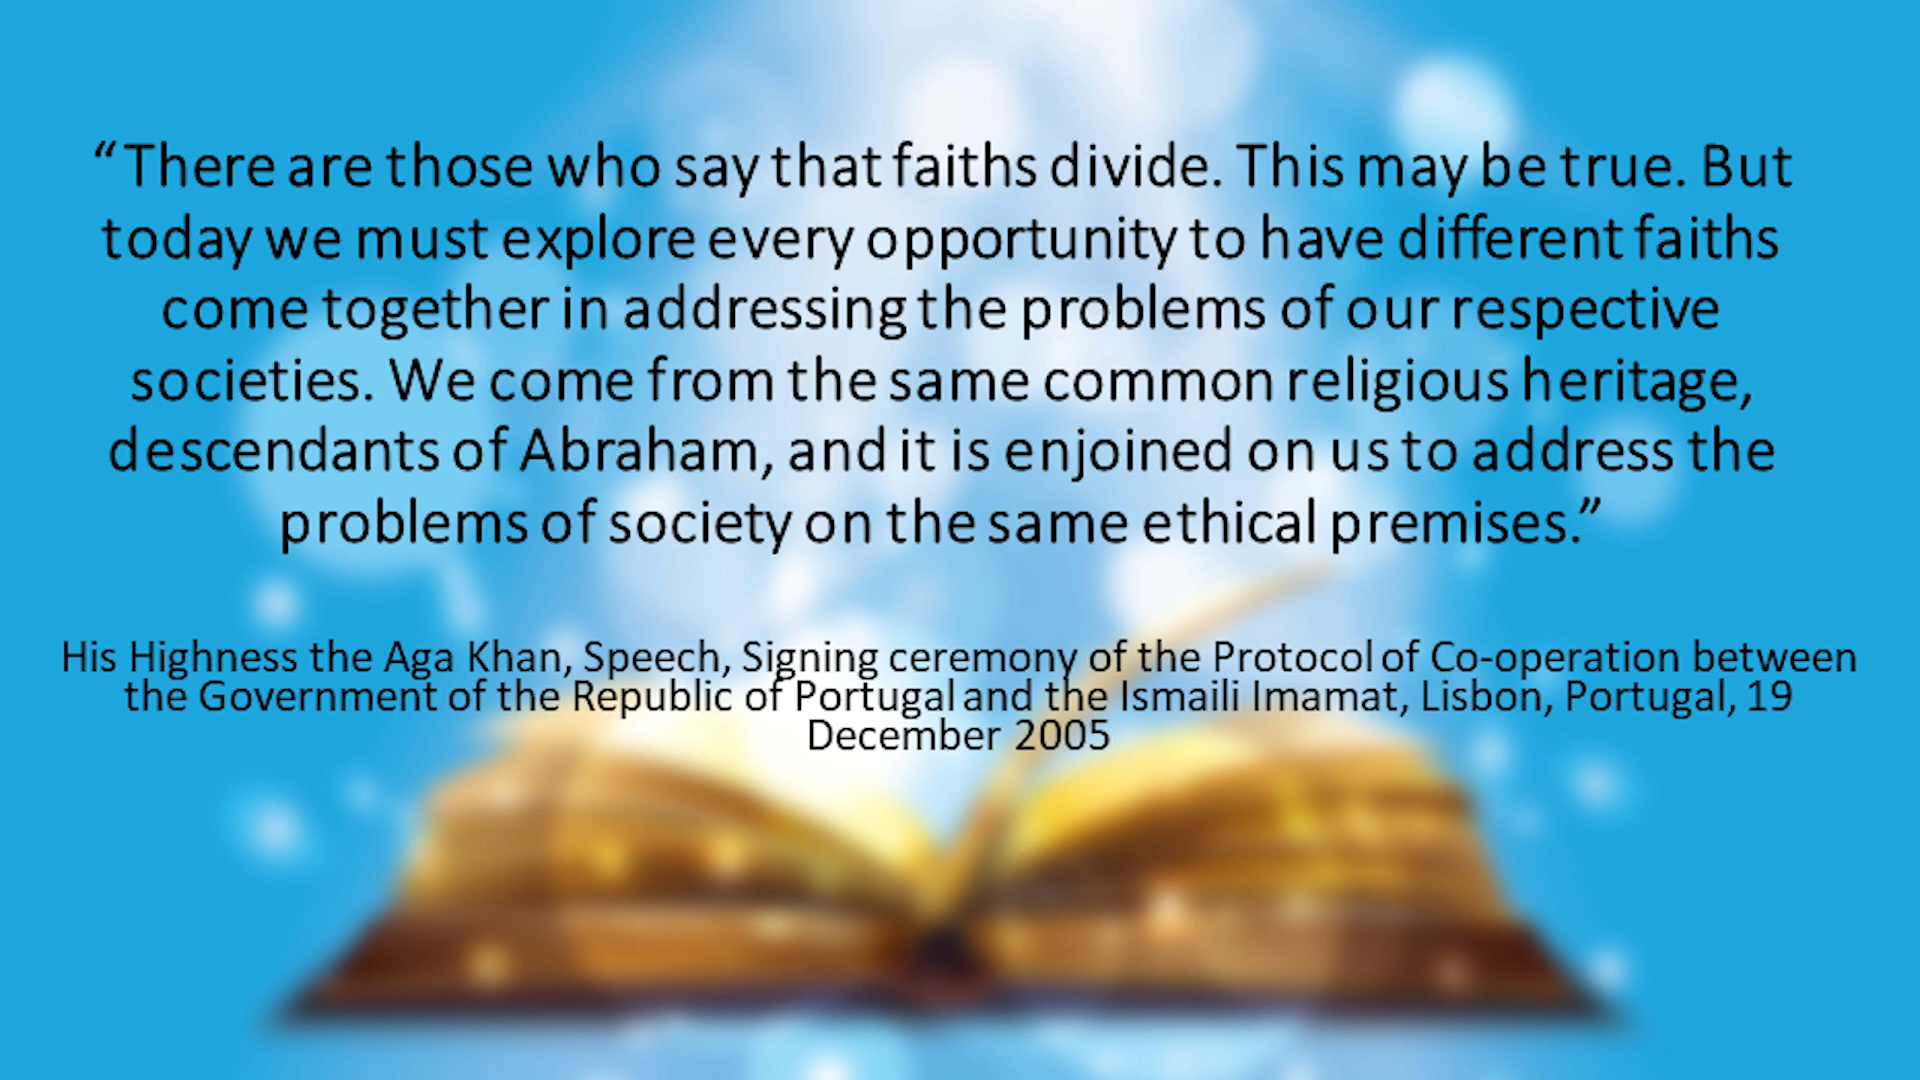 “There are those who say that faiths divide. This may be true. But
today we must explore every opportunity to have different faiths
come together in addressing the problems of our respective
societies. We come from the same common religious heritage,
descendants of Abraham, and it is enjoined on us to address the
problems of society on the same ethical premises.”
His Highness the Aga Khan, Speech, Signing ceremony of the Protocol of Co-operation between
the Government of the Republic of Portugal and the Ismaili Imamat, Lisbon, Portugal, 19
December 2005